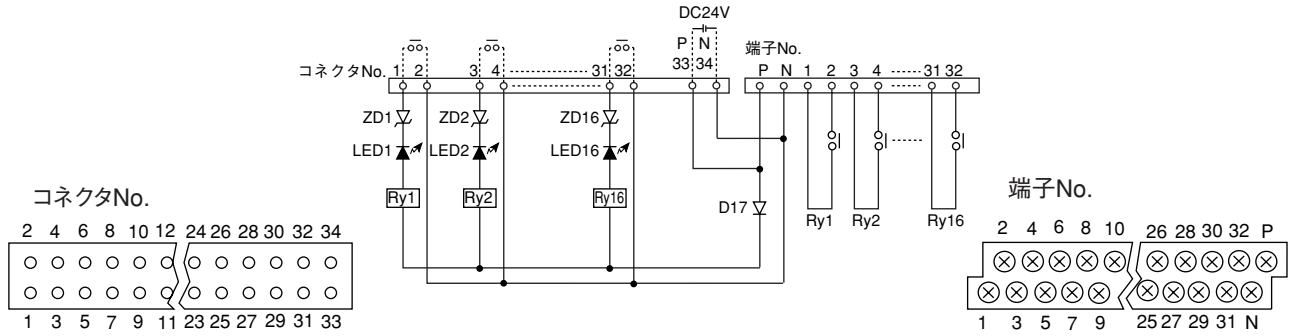 DC24V
P N
端子No.
33 34
コネクタNo. 1 2 3 4 31 32
P N 1 2 3 4 31 32
ZD1 ZD2 ZD16
LED1 LED2 LED16
Ry1 Ry2 Ry16
D17
Ry1 Ry2 Ry16
コネクタNo.
2 4 6 8 10 12 24 26 28 30 32 34
1 3 5 7 9 11 23 25 27 29 31 33
端子No.
2 4 6 8 10 26 28 30 32 P
1 3 5 7 9 25 27 29 31 N